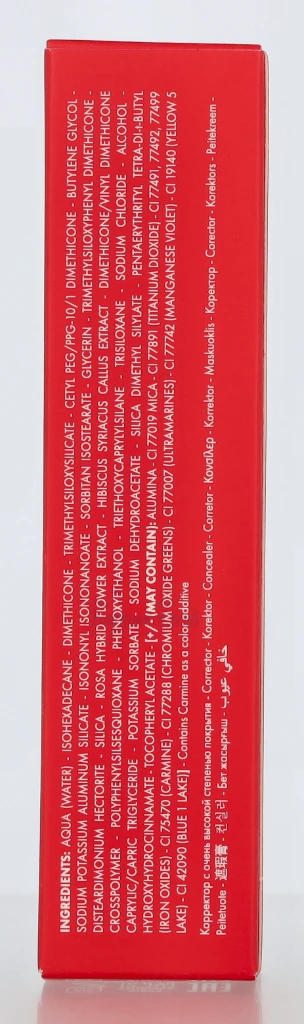 INGREDIENTS: AQUA (WATER) - ISOHEXADECANE - DIMETHICONE - TRIMETHYLSILOXYSILICATE - CETYL PEG/PPG-10/1 DIMETHICONE - BUTYLENE GLYCOL -
SODIUM POTASSIUM ALUMINUM SILICATE - ISONONYL ISONONANOATE - SORBITAN ISOSTEARATE - GLYCERIN - TRIMETHYLSILOXYPHENYL DIMETHICONE
DISTEARDIMONIUM HECTORITE - SILICA - ROSA HYBRID FLOWER EXTRACT - HIBISCUS SYRIACUS CALLUS EXTRACT - DIMETHICONE/VINYL DIMETHICONE
CROSSPOLYMER - POLYPHENYLSILSESQUIOXANE - PHENOXYETHANOL - TRIETHOXYCAPRYLYLSILANE - TRISILOXANE - SODIUM CHLORIDE - ALCOHOL -
CAPRYLIC/CAPRIC TRIGLYCERIDE - POTASSIUM SORBATE - SODIUM DEHYDROACETATE - SILICA DIMETHYL SILYLATE - PENTAERYTHRITYL TETRA-DI-t-BUTYL
HYDROXYHYDROCINNAMATE - TOCOPHERYL ACETATE - [+/- (MAY CONTAIN): ALUMINA - CI 77019 MICA - CI 77891 (TITANIUM DIOXIDE) - CI 77491, 77492, 77499
(IRON OXIDES) - CI 75470 (CARMINE) - CI 77288 (CHROMIUM OXIDE GREENS) - CI 77007 (ULTRAMARINES) - CI 77742 (MANGANESE VIOLET) - CI 19140 (YELLOW 5
LAKE) - CI 42090 (BLUE 1 LAKE)] - Contains Carmine as a color additive
Корректор с очень высокой степенью покрытия - Corrector - Korektor - Concealer - Corretor - Κονσίλερ - Korrektor - Maskuoklis - Коректор - Corector - Korektors - Peitekreem -
Peitetuote - 遮瑕膏 - 컨실러 - Бет жасырғыш - خافي عيوب